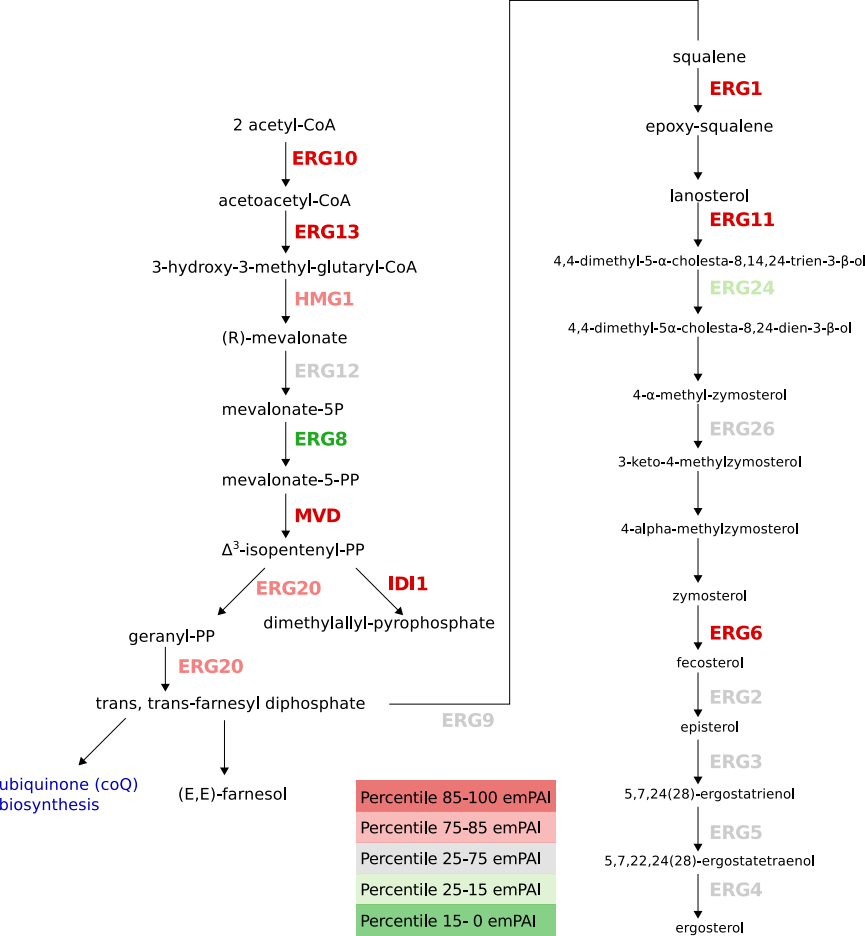 2 acetyl-CoA
ERG10
acetoacetyl-CoA
ERG13
3-hydroxy-3-methyl-glutaryl-CoA
HMG1
(R)-mevalonate
ERG12
mevalonate-5P
ERG8
mevalonate-5-PP
MVD
Δ³-isopentenyl-PP
ERG20
IDI1
geranyl-PP
dimethylallyl-pyrophosphate
ERG20
trans, trans-farnesyl diphosphate
ERG9
ubiquinone (coQ)
biosynthesis
(E,E)-farnesol
squalene
ERG1
epoxy-squalene
lanosterol
ERG11
4,4-dimethyl-5-α-cholesta-8,14,24-trien-3-β-ol
ERG24
4,4-dimethyl-5α-cholesta-8,24-dien-3-β-ol
4-α-methyl-zymosterol
ERG26
3-keto-4-methylzymosterol
4-alpha-methylzymosterol
zymosterol
ERG6
fecosterol
ERG2
episterol
ERG3
5,7,24(28)-ergostatrienol
ERG5
5,7,22,24(28)-ergostatetraenol
ERG4
ergosterol
Percentile 85-100 emPAI
Percentile 75-85 emPAI
Percentile 25-75 emPAI
Percentile 25-15 emPAI
Percentile 15- 0 emPAI